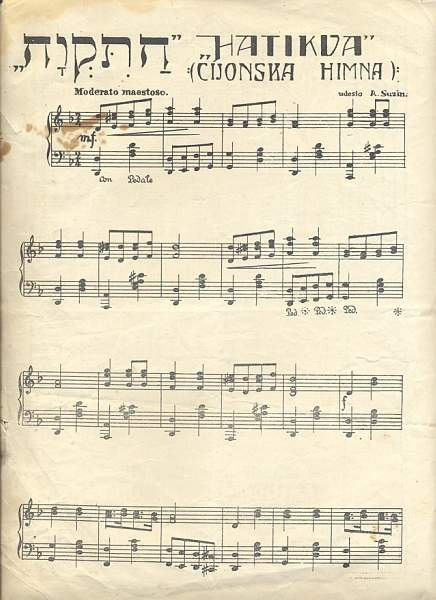 „הַתִּקְוָה” „HATIKVA”
(CIJONSKA HIMNA):
Moderato maestoso. udesio A. Suzin.
mf.
Con Pedale
Ped. Ped. Ped.
f